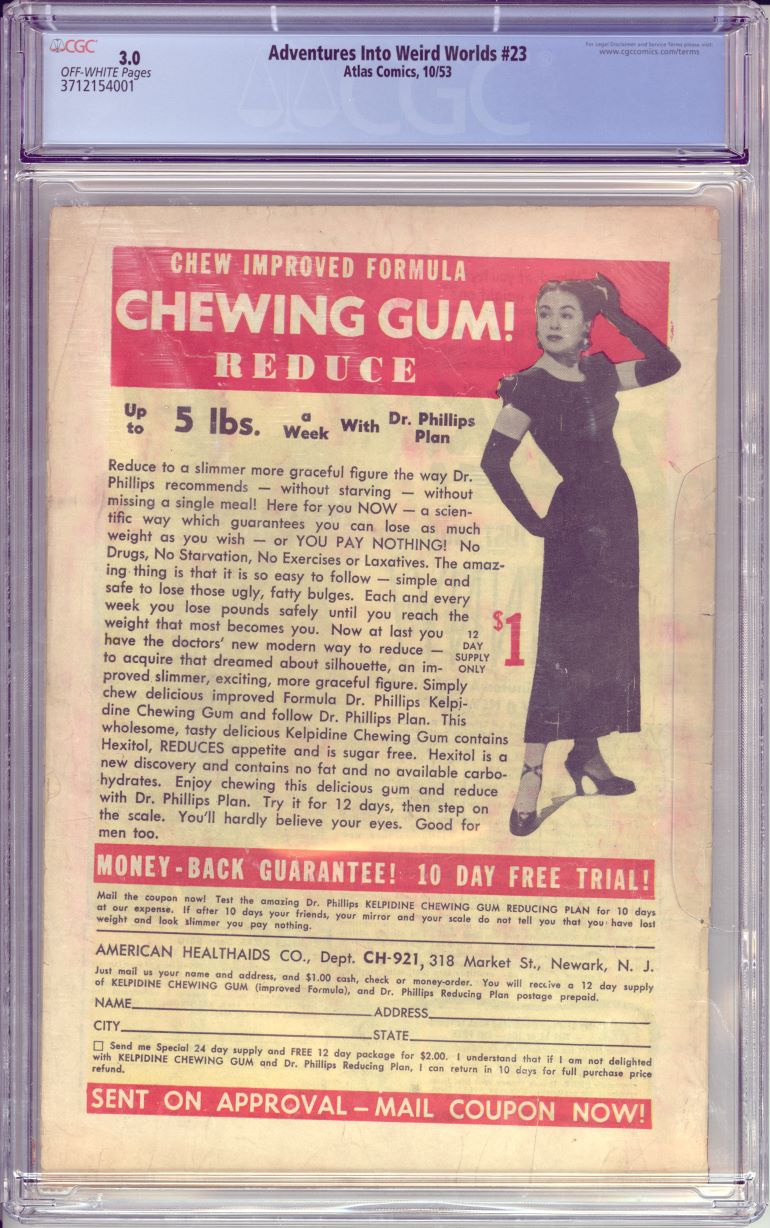 CGC
3.0
OFF-WHITE Pages
3712154001
Adventures Into Weird Worlds #23
Atlas Comics, 10/53
For Legal Disclaimer and Service Terms please visit:
www.cgccomics.com/terms
CGC
CHEW IMPROVED FORMULA
CHEWING GUM!
REDUCE
Up to 5 lbs. a Week With Dr. Phillips Plan
Reduce to a slimmer more graceful figure the way Dr.
Phillips recommends — without starving — without
missing a single meal! Here for you NOW — a scien-
tific way which guarantees you can lose as much
weight as you wish — or YOU PAY NOTHING! No
Drugs, No Starvation, No Exercises or Laxatives. The amaz-
ing thing is that it is so easy to follow — simple and
safe to lose those ugly, fatty bulges. Each and every
week you lose pounds safely until you reach the
weight that most becomes you. Now at last you
have the doctors' new modern way to reduce —
to acquire that dreamed about silhouette, an im-
proved slimmer, exciting, more graceful figure. Simply
chew delicious improved Formula Dr. Phillips Kelpi-
dine Chewing Gum and follow Dr. Phillips Plan. This
wholesome, tasty delicious Kelpidine Chewing Gum contains
Hexitol, REDUCES appetite and is sugar free. Hexitol is a
new discovery and contains no fat and no available carbo-
hydrates. Enjoy chewing this delicious gum and reduce
with Dr. Phillips Plan. Try it for 12 days, then step on
the scale. You'll hardly believe your eyes. Good for
men too.
12
DAY
SUPPLY
ONLY
$1
MONEY-BACK GUARANTEE! 10 DAY FREE TRIAL!
Mail the coupon now! Test the amazing Dr. Phillips KELPIDINE CHEWING GUM REDUCING PLAN for 10 days
at our expense. If after 10 days your friends, your mirror and your scale do not tell you that you have lost
weight and look slimmer you pay nothing.
AMERICAN HEALTHAIDS CO., Dept. CH-921, 318 Market St., Newark, N. J.
Just mail us your name and address, and $1.00 cash, check or money-order. You will receive a 12 day supply
of KELPIDINE CHEWING GUM (improved Formula), and Dr. Phillips Reducing Plan postage prepaid.
NAME ADDRESS
CITY STATE
☐ Send me Special 24 day supply and FREE 12 day package for $2.00. I understand that if I am not delighted
with KELPIDINE CHEWING GUM and Dr. Phillips Reducing Plan, I can return in 10 days for full purchase price
refund.
SENT ON APPROVAL — MAIL COUPON NOW!